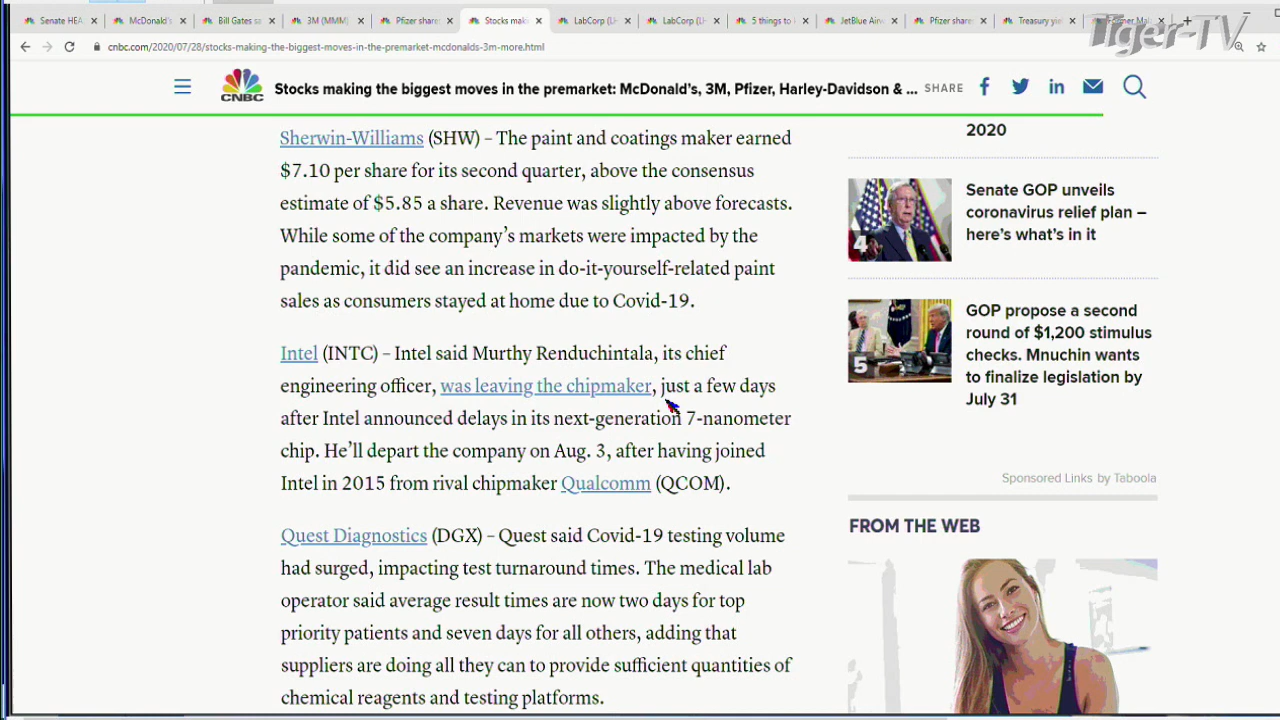 Senate HEA
McDonald's
Bill Gates sa
3M (MMM)
Pfizer share
Stocks mak
LabCorp (LH
LabCorp (LH
5 things to
JetBlue Airw
Pfizer share
Treasury yie
Tiger-TV
cnbc.com/2020/07/28/stocks-making-the-biggest-moves-in-the-premarket-mcdonalds-3m-more.html
CNBC
Stocks making the biggest moves in the premarket: McDonald's, 3M, Pfizer, Harley-Davidson & ...
SHARE
Sherwin-Williams (SHW) – The paint and coatings maker earned
$7.10 per share for its second quarter, above the consensus
estimate of $5.85 a share. Revenue was slightly above forecasts.
While some of the company’s markets were impacted by the
pandemic, it did see an increase in do-it-yourself-related paint
sales as consumers stayed at home due to Covid-19.
Intel (INTC) – Intel said Murthy Renduchintala, its chief
engineering officer, was leaving the chipmaker, just a few days
after Intel announced delays in its next-generation 7-nanometer
chip. He’ll depart the company on Aug. 3, after having joined
Intel in 2015 from rival chipmaker Qualcomm (QCOM).
Quest Diagnostics (DGX) – Quest said Covid-19 testing volume
had surged, impacting test turnaround times. The medical lab
operator said average result times are now two days for top
priority patients and seven days for all others, adding that
suppliers are doing all they can to provide sufficient quantities of
chemical reagents and testing platforms.
2020
4
Senate GOP unveils
coronavirus relief plan –
here’s what’s in it
5
GOP propose a second
round of $1,200 stimulus
checks. Mnuchin wants
to finalize legislation by
July 31
Sponsored Links by Taboola
FROM THE WEB